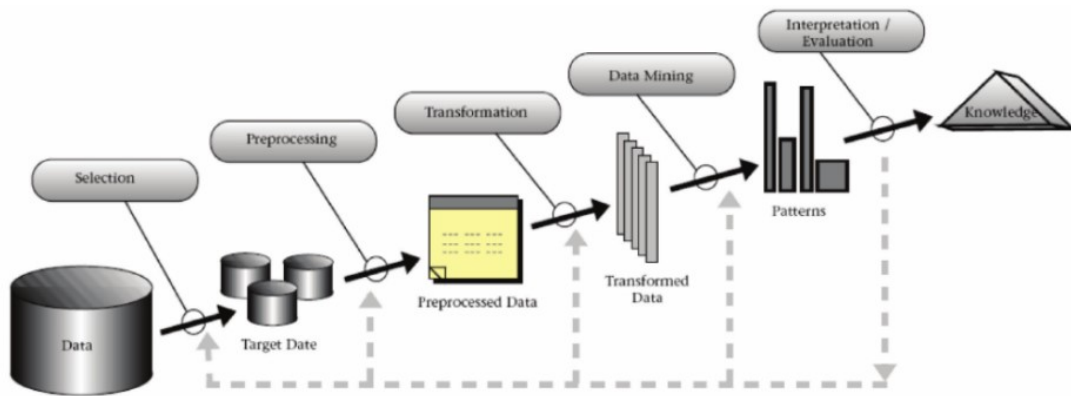 Interpretation /
Evaluation
Data Mining
Transformation
Preprocessing
Selection
Knowledge
Patterns
Transformed
Data
Preprocessed Data
Target Date
Data